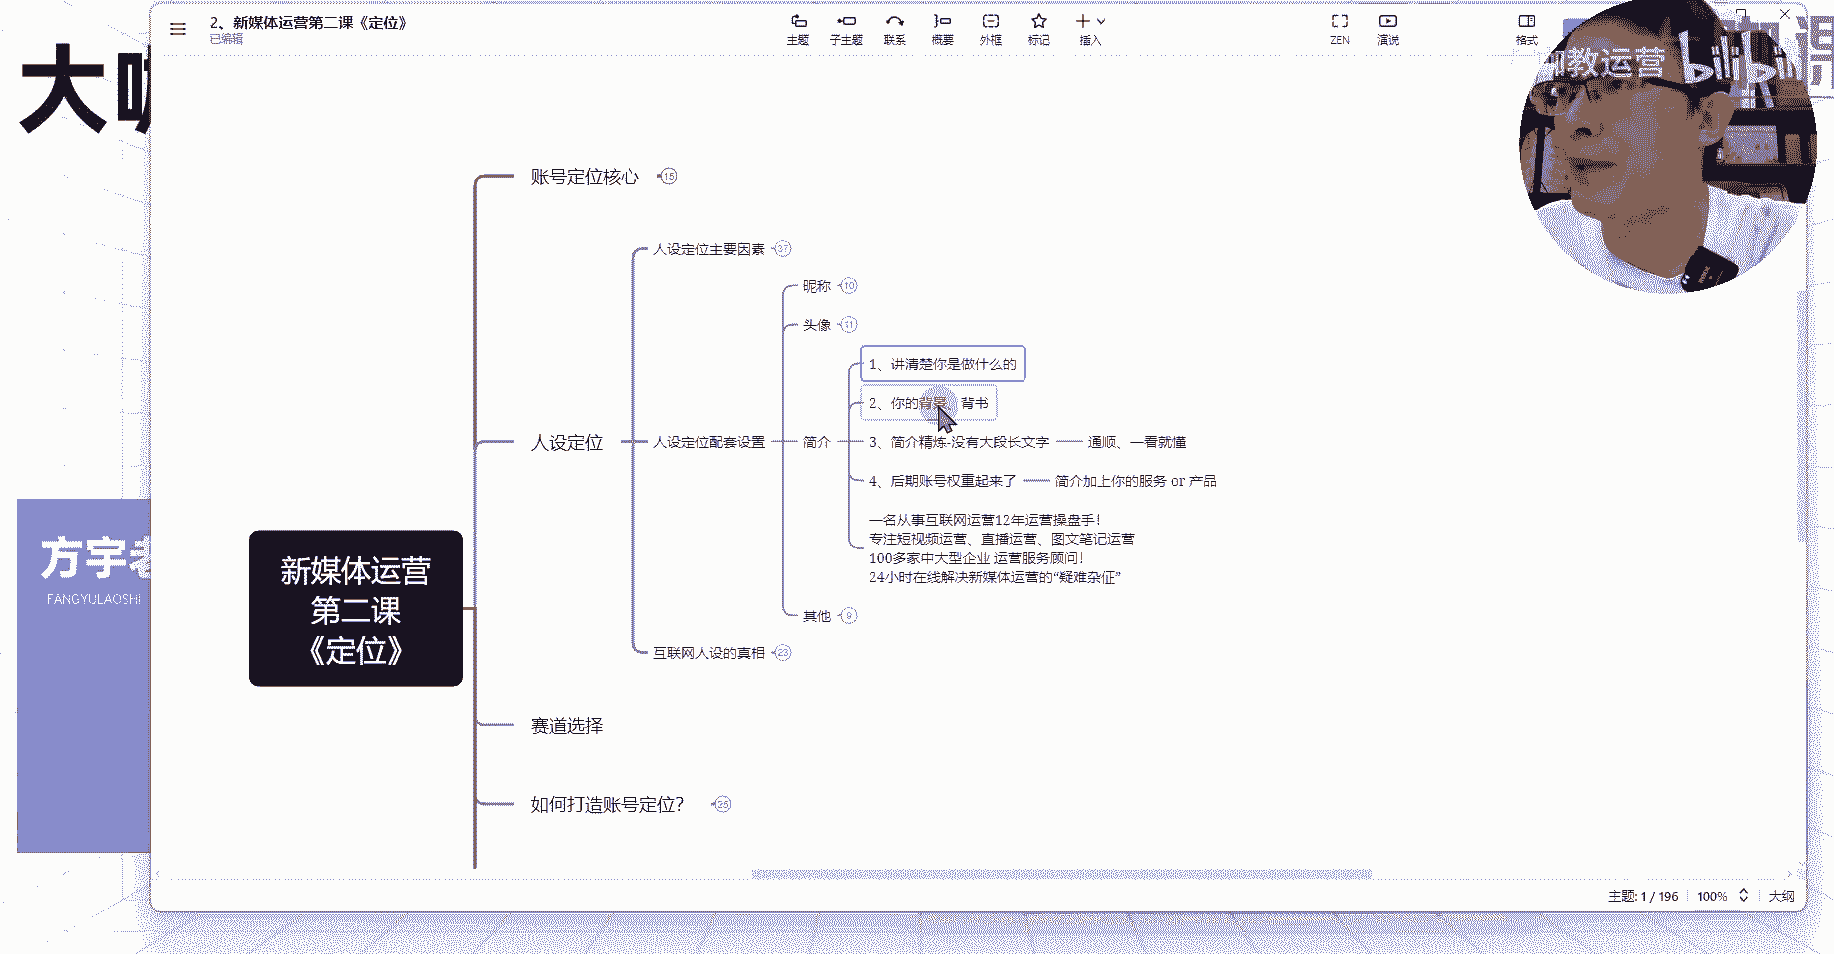 2、新媒体运营第二课《定位》
已编辑
主题
子主题
联系
概要
外框
标记
插入
ZEN
演说
格式
教运营
bilibili
课
大咖
账号定位核心
15
人设定位主要因素
37
昵称
10
头像
11
1、讲清楚你是做什么的
2、你的背景、背书
3、简介精炼-没有大段长文字
通顺、一看就懂
人设定位
人设定位配套设置
简介
4、后期账号权重起来了
简介加上你的服务 or 产品
一名从事互联网运营12年运营操盘手!
专注短视频运营、直播运营、图文笔记运营
100多家中大型企业 运营服务顾问!
24小时在线解决新媒体运营的“疑难杂症”
其他
9
互联网人设的真相
23
新媒体运营
第二课
《定位》
方宇老
FANGYULAOSHI
赛道选择
如何打造账号定位?
25
主题: 1 / 196
100%
大纲